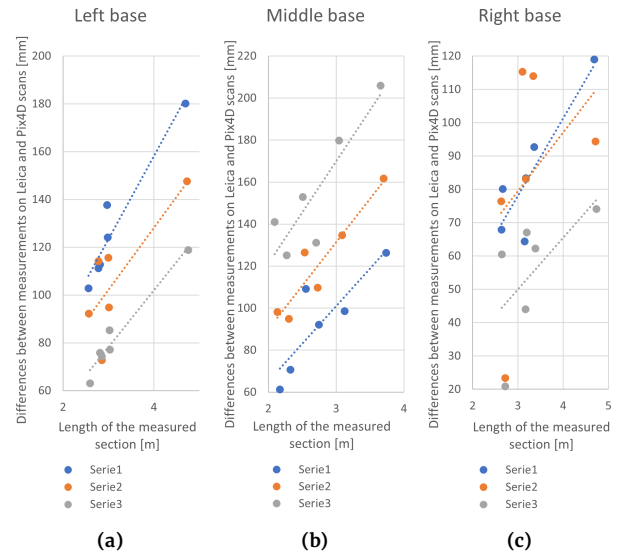 Left base
Middle base
Right base
Differences between measurements on Leica and Pix4D scans [mm]
200
180
160
140
120
100
80
60
2
4
Length of the measured
section [m]
Serie1
Serie2
Serie3
(a)
Differences between measurements on Leica and Pix4D scans [mm]
220
200
180
160
140
120
100
80
60
2
3
4
Length of the measured
section [m]
Serie1
Serie2
Serie3
(b)
Differences between measurements on Leica and Pix4D scans [mm]
120
110
100
90
80
70
60
50
40
30
20
2
3
4
5
Length of the measured
section [m]
Serie1
Serie2
Serie3
(c)